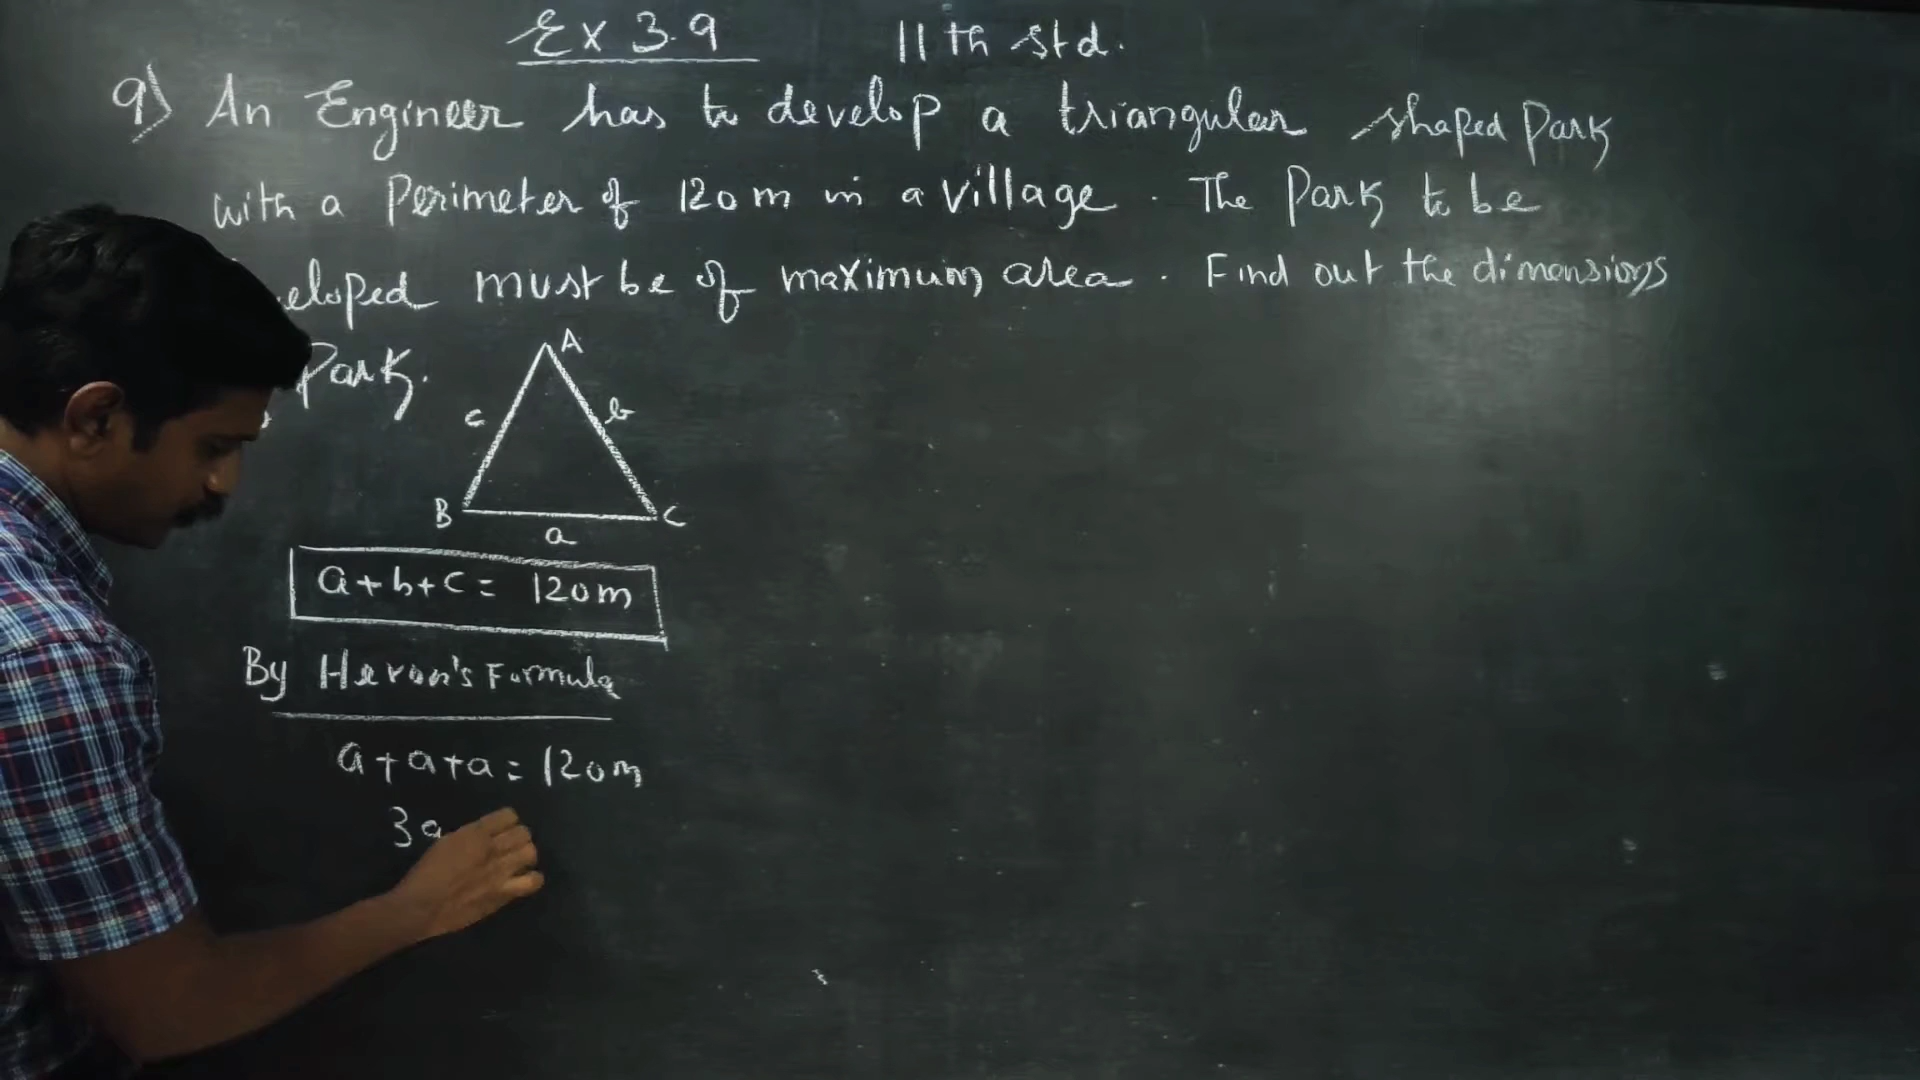 Ex 3.9 11th std.
9) An Engineer has to develop a triangular shaped Park
with a Perimeter of 120m in a village. The Park to be
eloped must be of maximum area. Find out the dimensions
Park.
A
c b
B C
a
a+b+c= 120m
By Heron's Formula
a+a+a=120m
3a